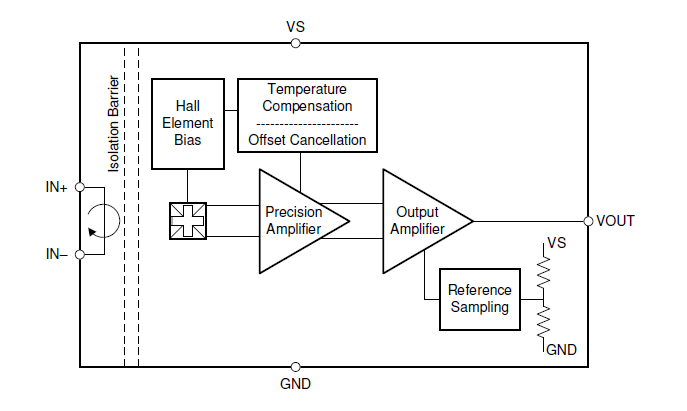 VS
Isolation Barrier
Hall
Element
Bias
Temperature
Compensation
Offset Cancellation
IN+
IN–
Precision
Amplifier
Output
Amplifier
VOUT
VS
Reference
Sampling
GND
GND